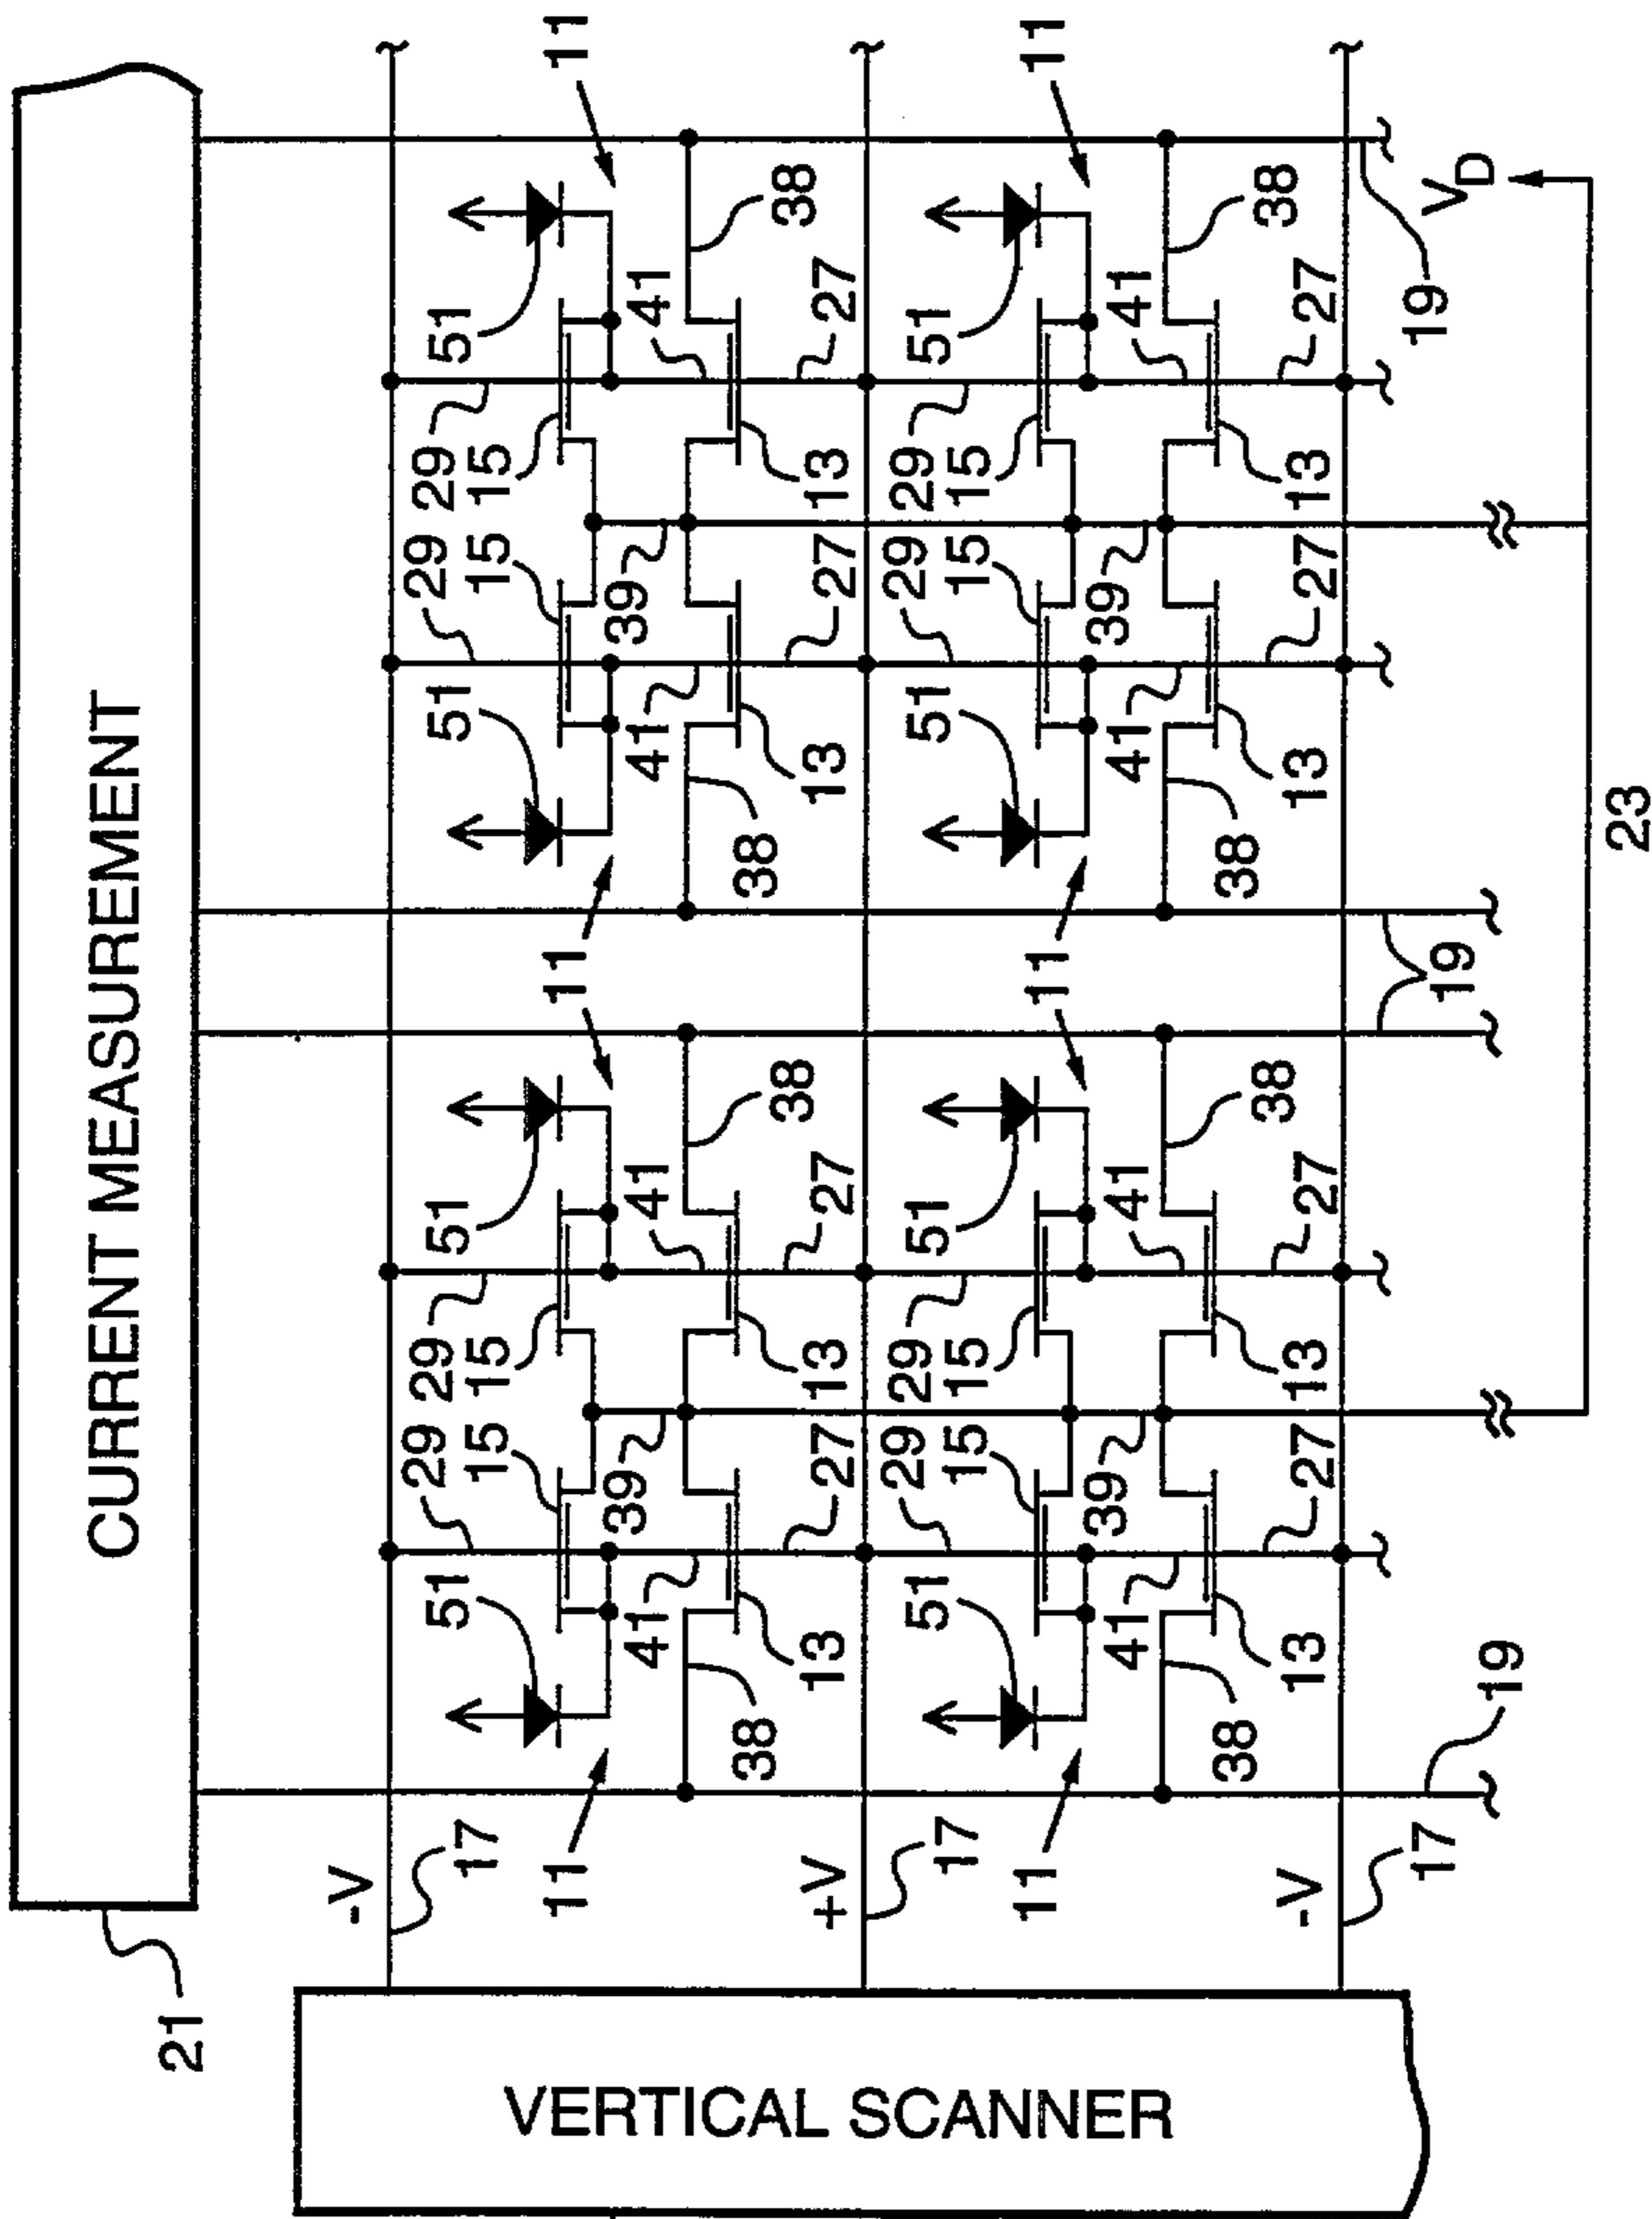 CURRENT MEASUREMENT
21
VERTICAL SCANNER
-V
29 29 29 29
51 51 51 51
17 15 15 15 15
11 11 11
39 39
41 41 41 41
38 38 38 38
+V 13 27 13 27 13 27 13 27
29 29 29 29
51 51 51 51
17 15 15 15 15
11 11 11
39 39
41 41 41 41
38 38 38 38
-V 13 27 13 27 13 27 13 27
17 19 19 19 VD
23